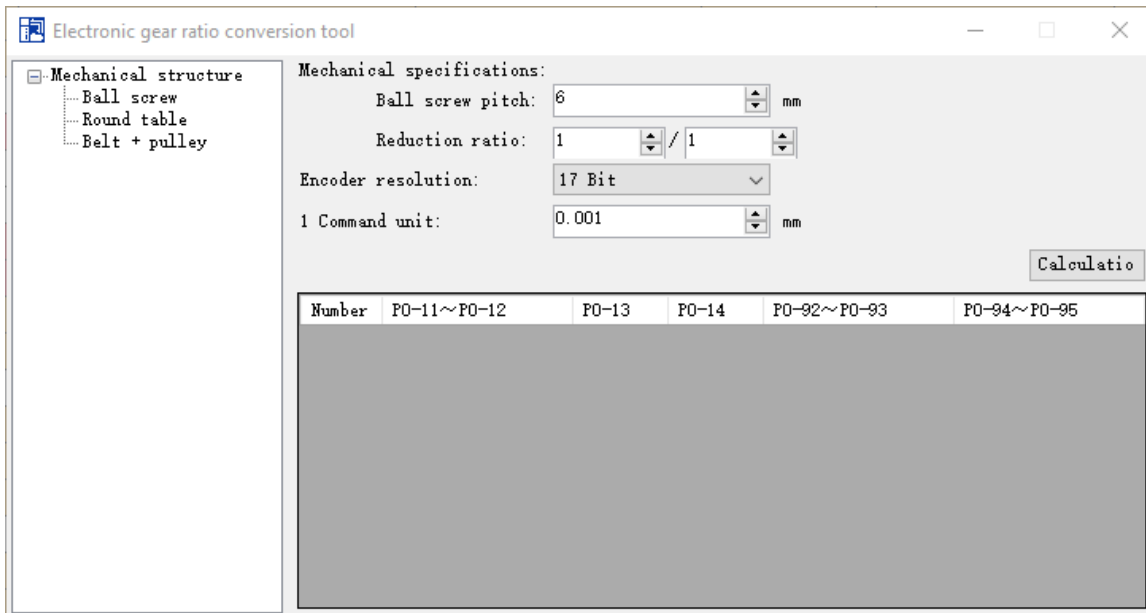 Electronic gear ratio conversion tool
Mechanical structure
Ball screw
Round table
Belt + pulley
Mechanical specifications:
Ball screw pitch: 6 mm
Reduction ratio: 1 / 1
Encoder resolution: 17 Bit
1 Command unit: 0.001 mm
Calculatio
Number P0-11~P0-12 P0-13 P0-14 P0-92~P0-93 P0-94~P0-95